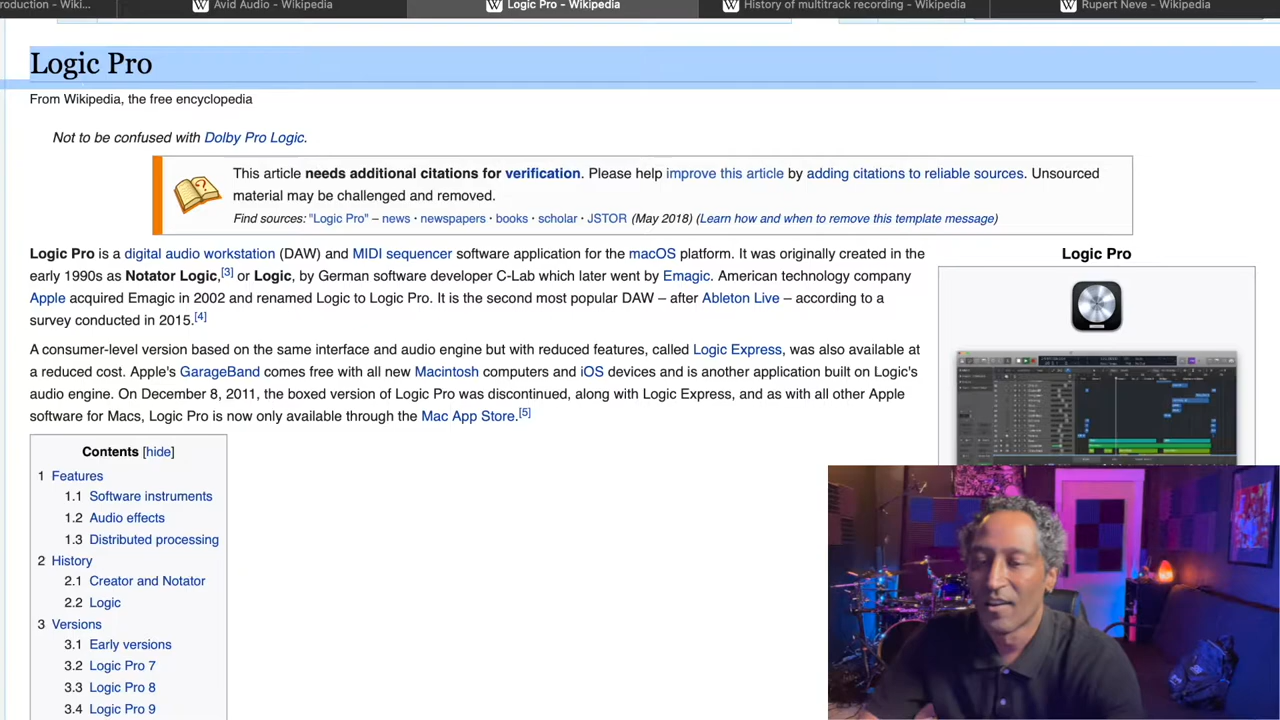 roduction - Wiki...
Avid Audio - Wikipedia
Logic Pro - Wikipedia
History of multitrack recording - Wikipedia
Rupert Neve - Wikipedia
Logic Pro
From Wikipedia, the free encyclopedia
Not to be confused with Dolby Pro Logic.
This article needs additional citations for verification. Please help improve this article by adding citations to reliable sources. Unsourced
material may be challenged and removed.
Find sources: "Logic Pro" – news · newspapers · books · scholar · JSTOR (May 2018) (Learn how and when to remove this template message)
Logic Pro is a digital audio workstation (DAW) and MIDI sequencer software application for the macOS platform. It was originally created in the
early 1990s as Notator Logic,[3] or Logic, by German software developer C-Lab which later went by Emagic. American technology company
Apple acquired Emagic in 2002 and renamed Logic to Logic Pro. It is the second most popular DAW – after Ableton Live – according to a
survey conducted in 2015.[4]
A consumer-level version based on the same interface and audio engine but with reduced features, called Logic Express, was also available at
a reduced cost. Apple's GarageBand comes free with all new Macintosh computers and iOS devices and is another application built on Logic's
audio engine. On December 8, 2011, the boxed version of Logic Pro was discontinued, along with Logic Express, and as with all other Apple
software for Macs, Logic Pro is now only available through the Mac App Store.[5]
Logic Pro
Contents [hide]
1 Features
1.1 Software instruments
1.2 Audio effects
1.3 Distributed processing
2 History
2.1 Creator and Notator
2.2 Logic
3 Versions
3.1 Early versions
3.2 Logic Pro 7
3.3 Logic Pro 8
3.4 Logic Pro 9